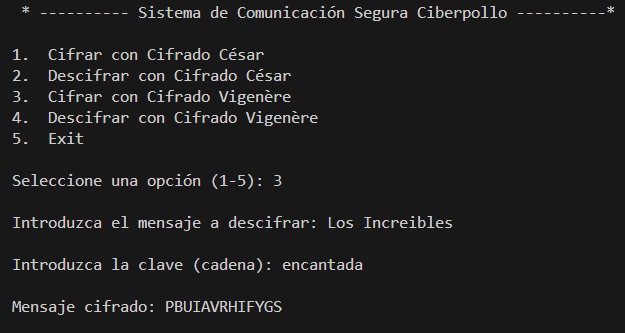 * ---------- Sistema de Comunicación Segura Ciberpollo ----------*
1. Cifrar con Cifrado César
2. Descifrar con Cifrado César
3. Cifrar con Cifrado Vigenère
4. Descifrar con Cifrado Vigenère
5. Exit
Seleccione una opción (1-5): 3
Introduzca el mensaje a descifrar: Los Increibles
Introduzca la clave (cadena): encantada
Mensaje cifrado: PBUIAVRHIFYGS